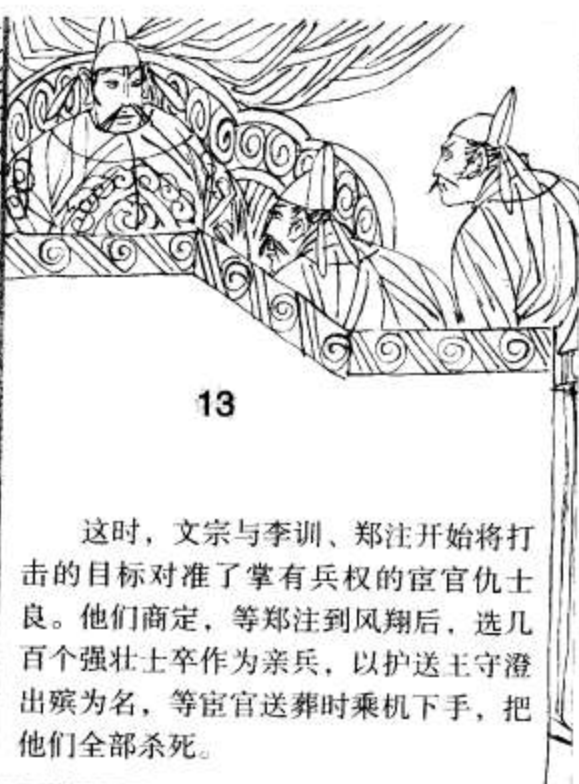 13
这时，文宗与李训、郑注开始将打
击的目标对准了掌有兵权的宦官仇士
良。他们商定，等郑注到风翔后，选几
百个强壮士卒作为亲兵，以护送王守澄
出殡为名，等宦官送葬时乘机下手，把
他们全部杀死。